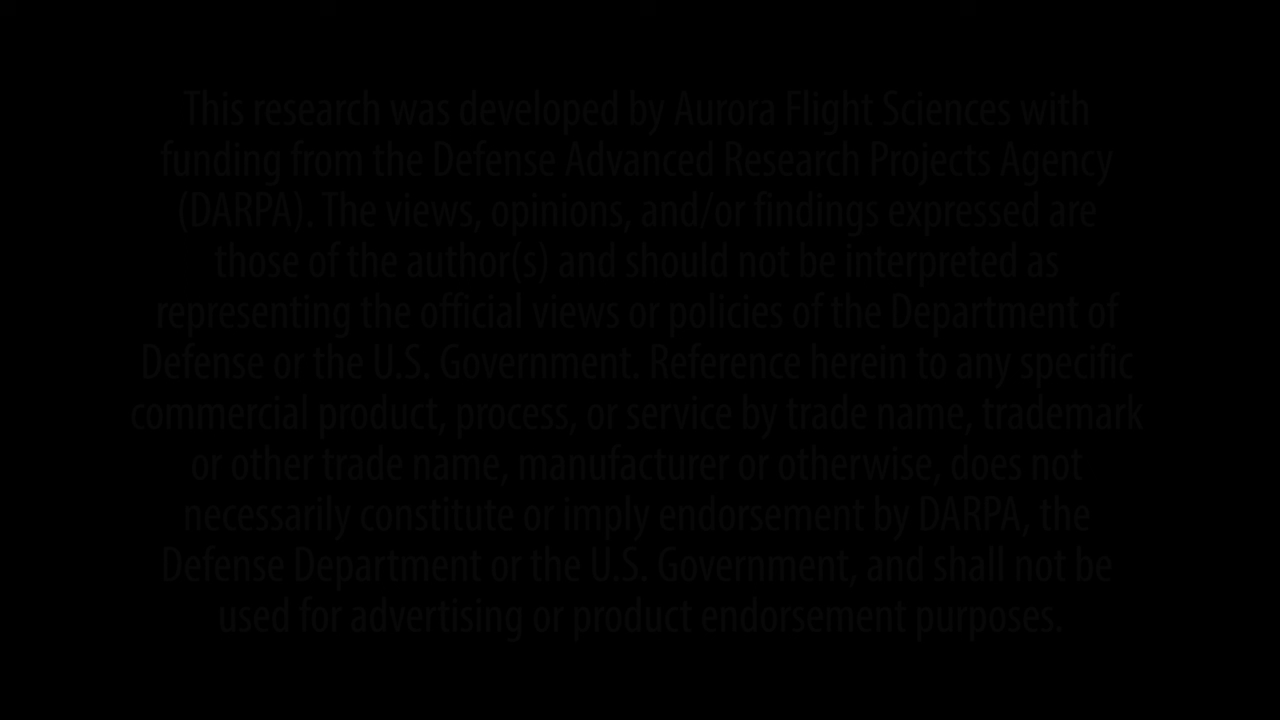 This research was developed by Aurora Flight Sciences with
funding from the Defense Advanced Research Projects Agency
(DARPA). The views, opinions, and/or findings expressed are
those of the author(s) and should not be interpreted as
representing the official views or policies of the Department of
Defense or the U.S. Government. Reference herein to any specific
commercial product, process, or service by trade name, trademark
or other trade name, manufacturer or otherwise, does not
necessarily constitute or imply endorsement by DARPA, the
Defense Department or the U.S. Government, and shall not be
used for advertising or product endorsement purposes.